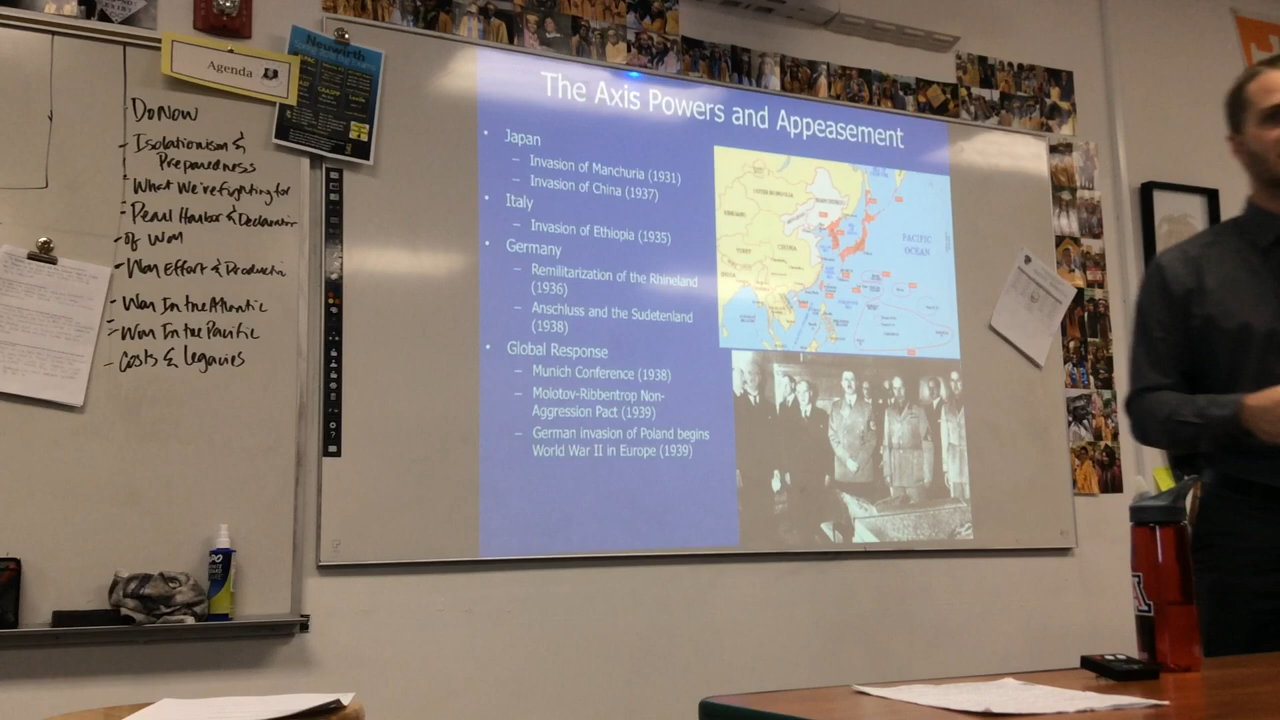 Agenda
Neuwirth
Do Now
- Isolationism &
Preparedness
- What We're fighting for
- Pearl Harbor & Declaration
- of War
- War Effort & Production
- War In the Atlantic
- War In the Pacific
- Costs & Legacies
The Axis Powers and Appeasement
• Japan
– Invasion of Manchuria (1931)
– Invasion of China (1937)
• Italy
– Invasion of Ethiopia (1935)
• Germany
– Remilitarization of the Rhineland
(1936)
– Anschluss and the Sudetenland
(1938)
• Global Response
– Munich Conference (1938)
– Molotov-Ribbentrop Non-
Aggression Pact (1939)
– German invasion of Poland begins
World War II in Europe (1939)
CHINA
PACIFIC
OCEAN